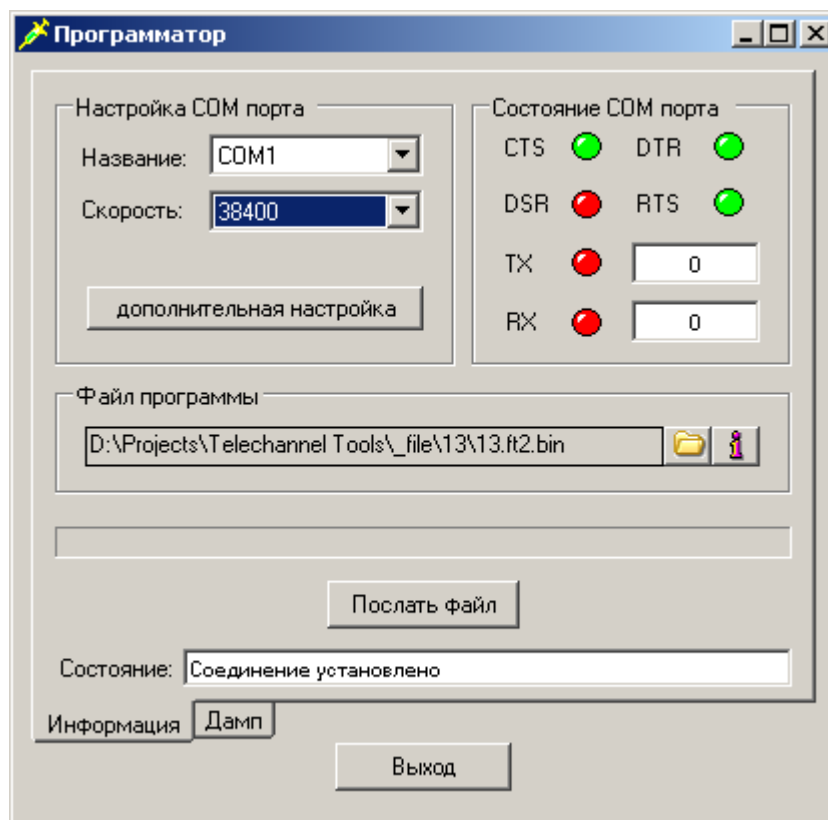 Программатор
Настройка COM порта
Название: COM1
Скорость: 38400
дополнительная настройка
Состояние COM порта
CTS DTR
DSR RTS
TX 0
RX 0
Файл программы
D:\Projects\Telechannel Tools\_file\13\13.ft2.bin
Послать файл
Состояние: Соединение установлено
Информация Дамп
Выход